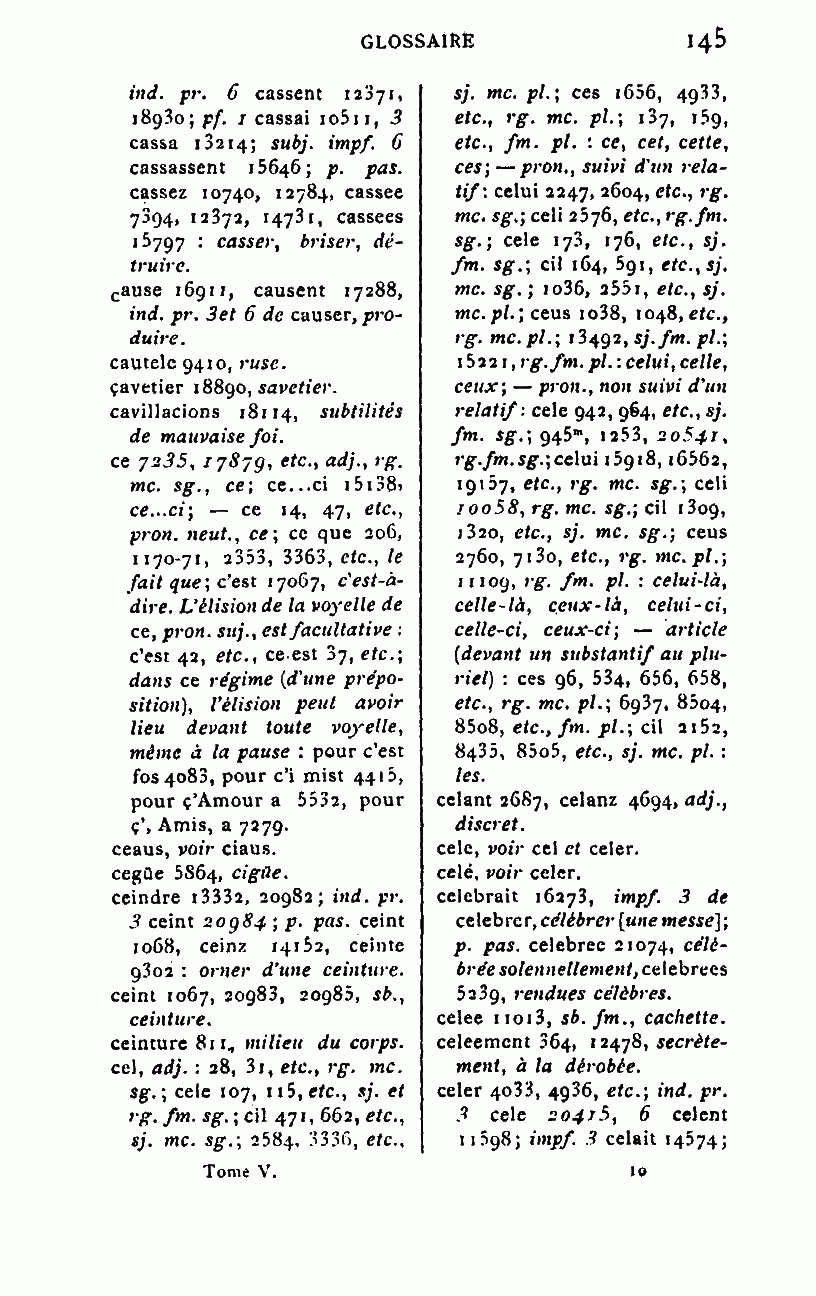 GLOSSAIRE 145
ind. pr. 6 cassent 12371,
18930; pf. 1 cassai 10511, 3
cassa 13214; subj. impf. 6
cassassent 15646; p. pas.
cassez 10740, 12784, cassee
7394, 12372, 14731, cassees
15797 : casser, briser, dé-
truire.
cause 16911, causent 17288,
ind. pr. 3et 6 de causer, pro-
duire.
cautele 9410, ruse.
çavetier 18890, savetier.
cavillacions 18114, subtilités
de mauvaise foi.
ce 7235, 17879, etc., adj., rg.
mc. sg., ce; ce...ci 15138,
ce...ci; — ce 14, 47, etc.,
pron. neut., ce; ce que 206,
1170-71, 2353, 3363, etc., le
fait que; c'est 17067, c'est-à-
dire. L'élision de la voyelle de
ce, pron. suj., est facultative :
c'est 42, etc., ce est 37, etc.;
dans ce régime (d'une prépo-
sition), l'élision peut avoir
lieu devant toute voyelle,
même à la pause : pour c'est
fos 4083, pour c'i mist 4415,
pour ç'Amour a 5532, pour
ç', Amis, a 7279.
ceaus, voir ciaus.
cegüe 5864, cigüe.
ceindre 13332, 20982; ind. pr.
3 ceint 20984; p. pas. ceint
1068, ceinz 14152, ceinte
9302 : orner d'une ceinture.
ceint 1067, 20983, 20985, sb.,
ceinture.
ceinture 811, milieu du corps.
cel, adj. : 28, 31, etc., rg. mc.
sg.; cele 107, 115, etc., sj. et
rg. fm. sg.; cil 471, 662, etc.,
sj. mc. sg.; 2584, 3336, etc.,
sj. mc. pl.; ces 1656, 4933,
etc., rg. mc. pl.; 137, 159,
etc., fm. pl. : ce, cet, cette,
ces; — pron., suivi d'un rela-
tif : celui 2247, 2604, etc., rg.
mc. sg.; celi 2576, etc., rg. fm.
sg.; cele 173, 176, etc., sj.
fm. sg.; cil 164, 591, etc., sj.
mc. sg.; 1036, 2551, etc., sj.
mc. pl.; ceus 1038, 1048, etc.,
rg. mc. pl.; 13492, sj. fm. pl.;
15221, rg. fm. pl. : celui, celle,
ceux; — pron., non suivi d'un
relatif : cele 942, 964, etc., sj.
fm. sg.; 945m, 1253, 20541,
rg. fm. sg.; celui 15918, 16562,
19157, etc., rg. mc. sg.; celi
10058, rg. mc. sg.; cil 1309,
1320, etc., sj. mc. sg.; ceus
2760, 7130, etc., rg. mc. pl.;
11109, rg. fm. pl. : celui-là,
celle-là, ceux-là, celui-ci,
celle-ci, ceux-ci; — article
(devant un substantif au plu-
riel) : ces 96, 534, 656, 658,
etc., rg. mc. pl.; 6937, 8504,
8508, etc., fm. pl.; cil 2152,
8435, 8505, etc., sj. mc. pl. :
les.
celant 2687, celanz 4694, adj.,
discret.
cele, voir cel et celer.
celé, voir celer.
celebrait 16273, impf. 3 de
celebrer, célébrer [une messe];
p. pas. celebree 21074, célé-
brée solennellement, celebrees
5239, rendues célèbres.
celee 11013, sb. fm., cachette.
celeement 364, 12478, secrète-
ment, à la dérobée.
celer 4033, 4936, etc.; ind. pr.
3 cele 20415, 6 celent
11598; impf. 3 celait 14574;
Tome V. 10